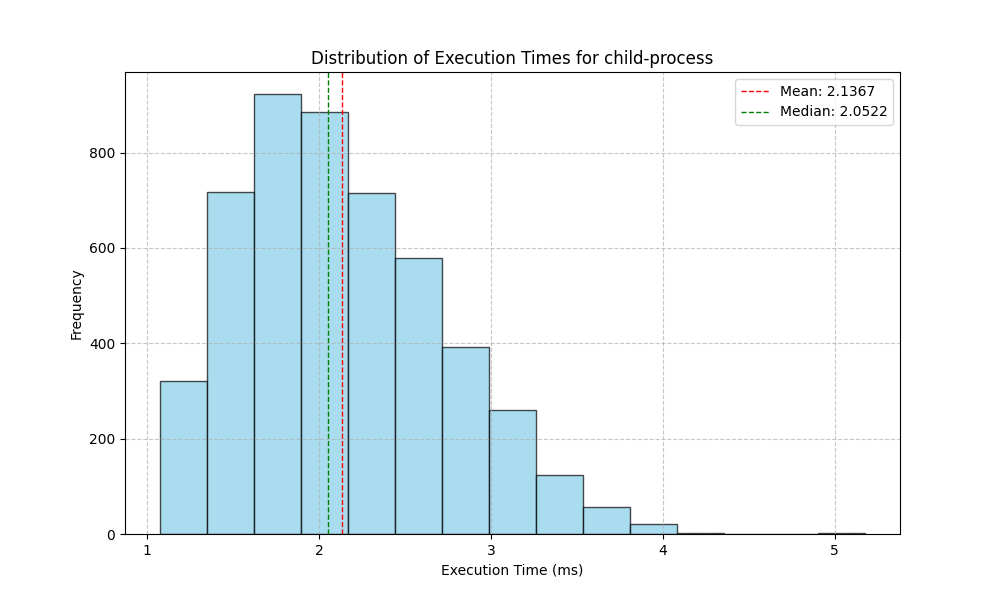 Distribution of Execution Times for child-process
Mean: 2.1367
Median: 2.0522
Frequency
800
600
400
200
0
1 2 3 4 5
Execution Time (ms)